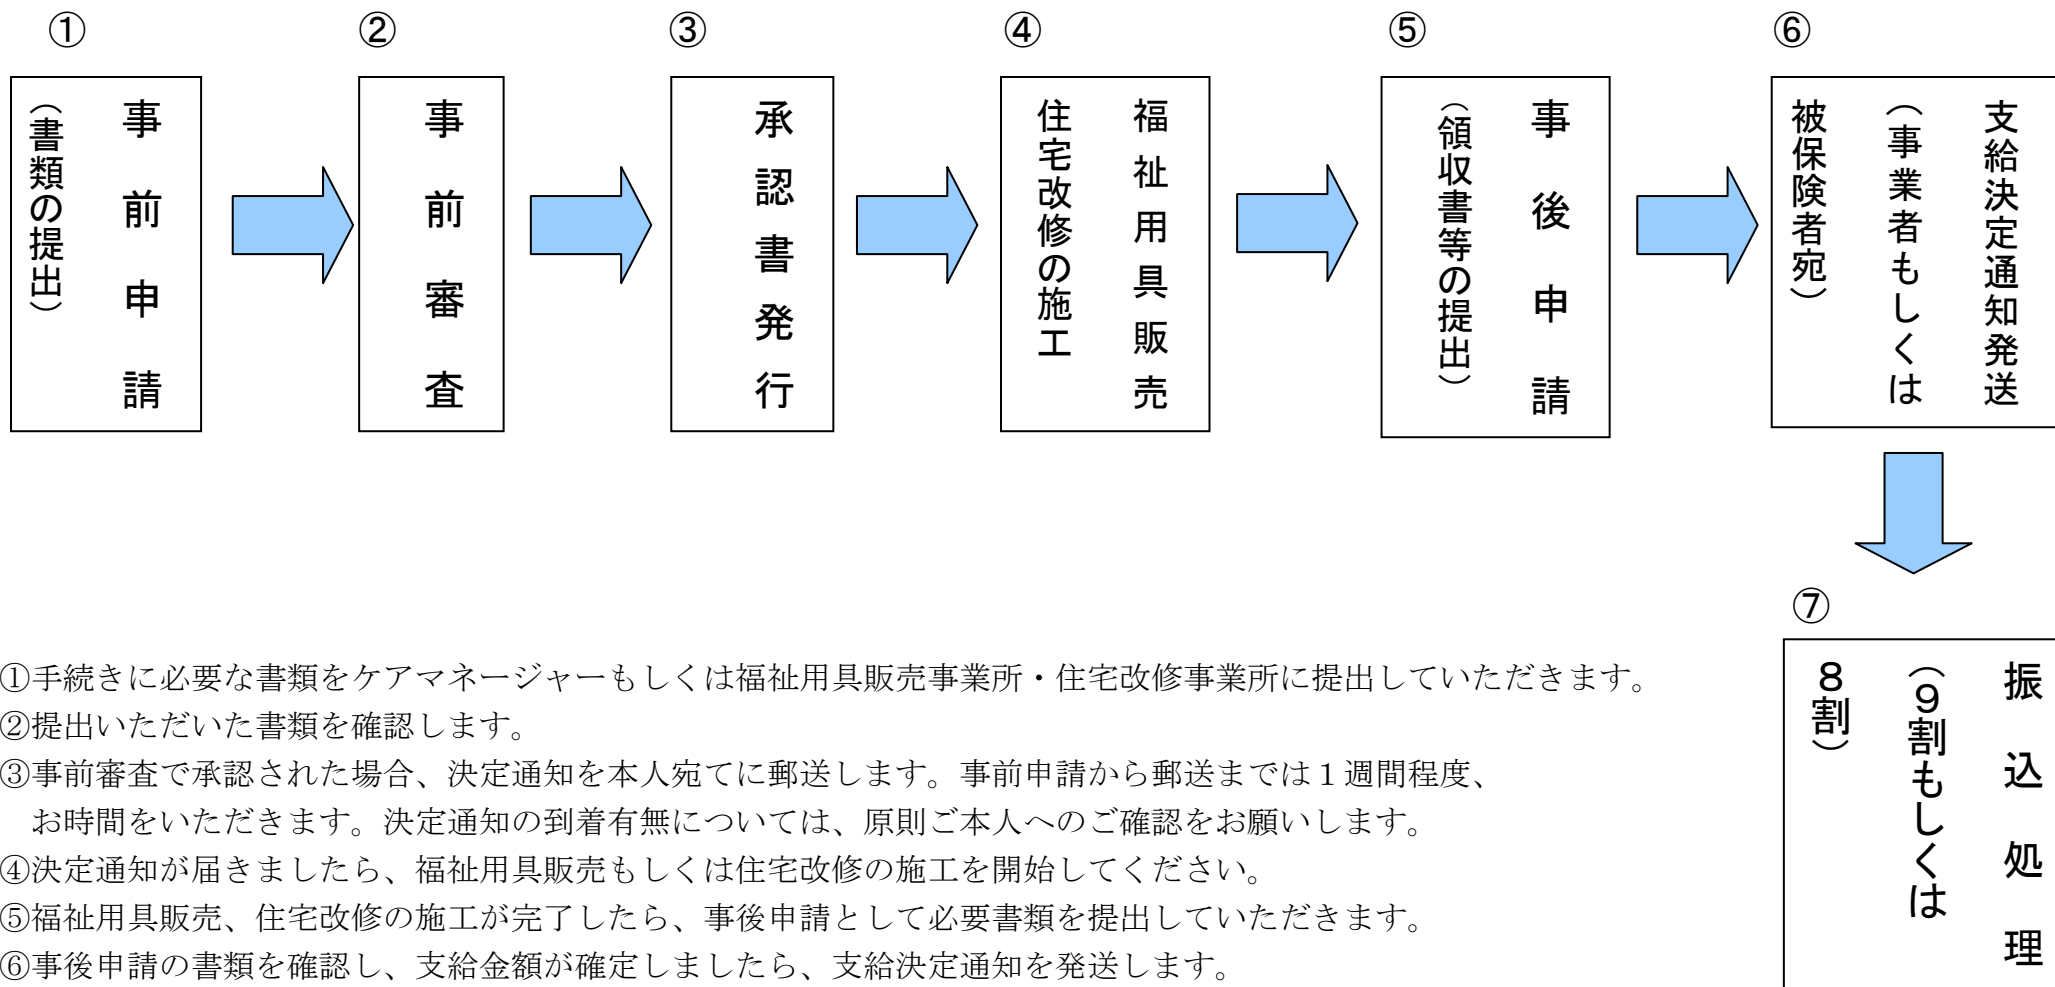 ①
②
③
④
⑤
⑥
事前申請
（書類の提出）
事前審査
承認書発行
福祉用具販売
住宅改修の施工
事後申請
（領収書等の提出）
支給決定通知発送
（事業者もしくは
被保険者宛）
⑦
振込処理
（９割もしくは
８割）
①手続きに必要な書類をケアマネージャーもしくは福祉用具販売事業所・住宅改修事業所に提出していただきます。
②提出いただいた書類を確認します。
③事前審査で承認された場合、決定通知を本人宛てに郵送します。事前申請から郵送までは１週間程度、
お時間をいただきます。決定通知の到着有無については、原則ご本人へのご確認をお願いします。
④決定通知が届きましたら、福祉用具販売もしくは住宅改修の施工を開始してください。
⑤福祉用具販売、住宅改修の施工が完了したら、事後申請として必要書類を提出していただきます。
⑥事後申請の書類を確認し、支給金額が確定しましたら、支給決定通知を発送します。